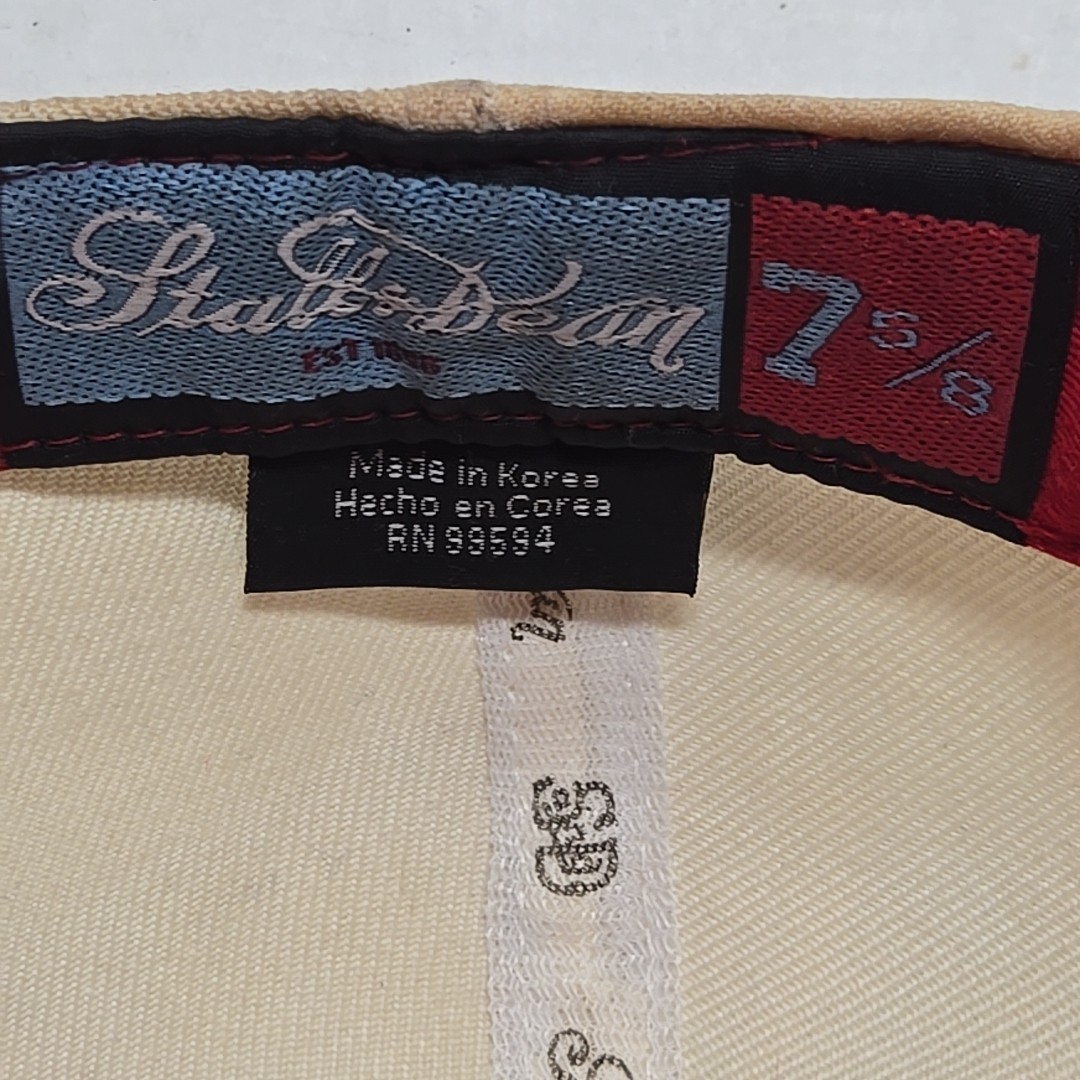 Stall & Dean
EST 1898
7 5/8
Made in Korea
Hecho en Corea
RN 99594